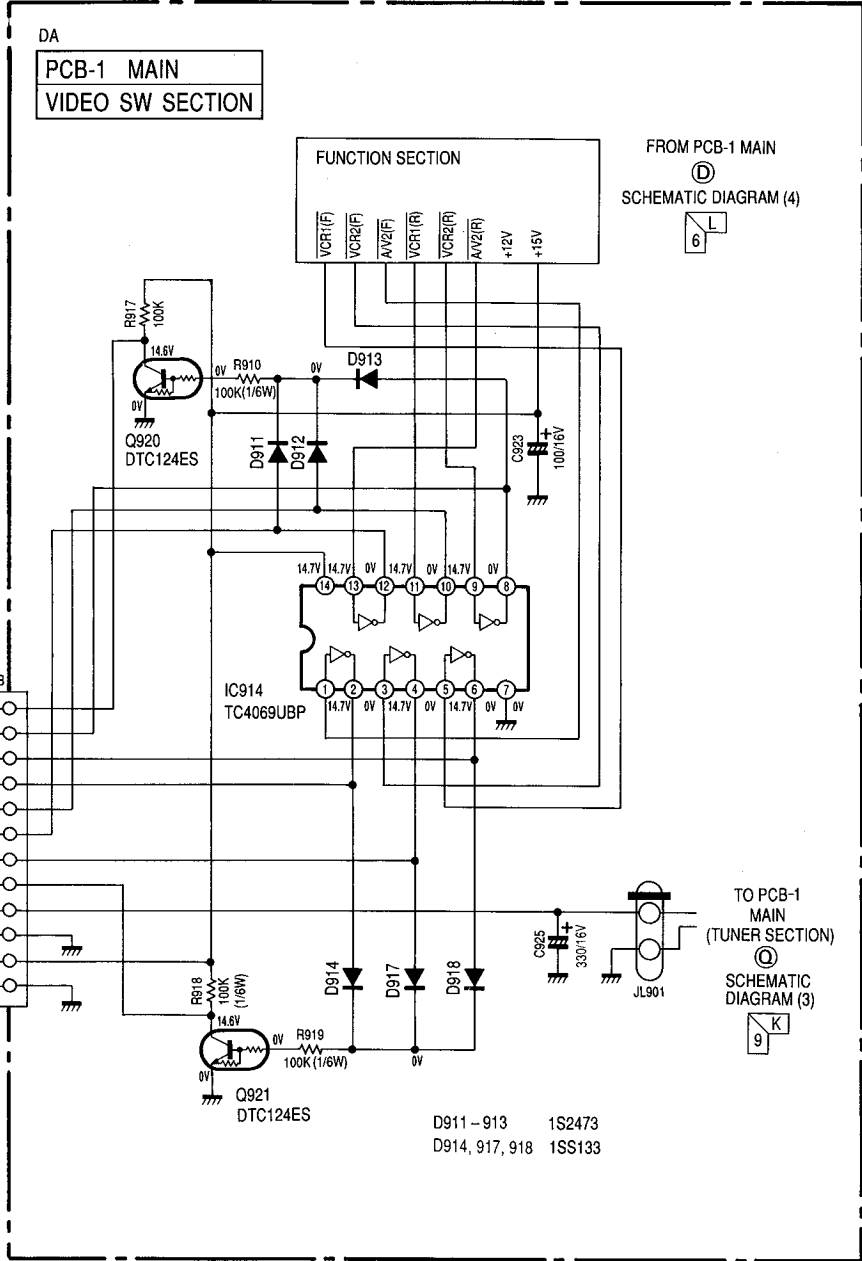 DA
PCB-1 MAIN
VIDEO SW SECTION
FUNCTION SECTION
VCR1(F)
VCR2(F)
A/V2(F)
VCR1(R)
VCR2(R)
A/V2(R)
+12V
+15V
FROM PCB-1 MAIN
D
SCHEMATIC DIAGRAM (4)
L
6
R917
100K
14.6V
0V
R910
100K(1/6W)
0V
D913
0V
Q920
DTC124ES
D911
D912
C923
+
100/16V
14.7V 14.7V 0V 14.7V 0V 14.7V 0V
14 13 12 11 10 9 8
IC914
TC4069UBP
1 2 3 4 5 6 7
14.7V 0V 14.7V 0V 14.7V 0V 0V
TO PCB-1
MAIN
(TUNER SECTION)
Q
SCHEMATIC
DIAGRAM (3)
K
9
C925
+
330/16V
JL901
R918
100K
(1/6W)
D914
D917
D918
14.6V
0V
R919
100K (1/6W)
0V
0V
Q921
DTC124ES
D911 – 913 1S2473
D914, 917, 918 1SS133